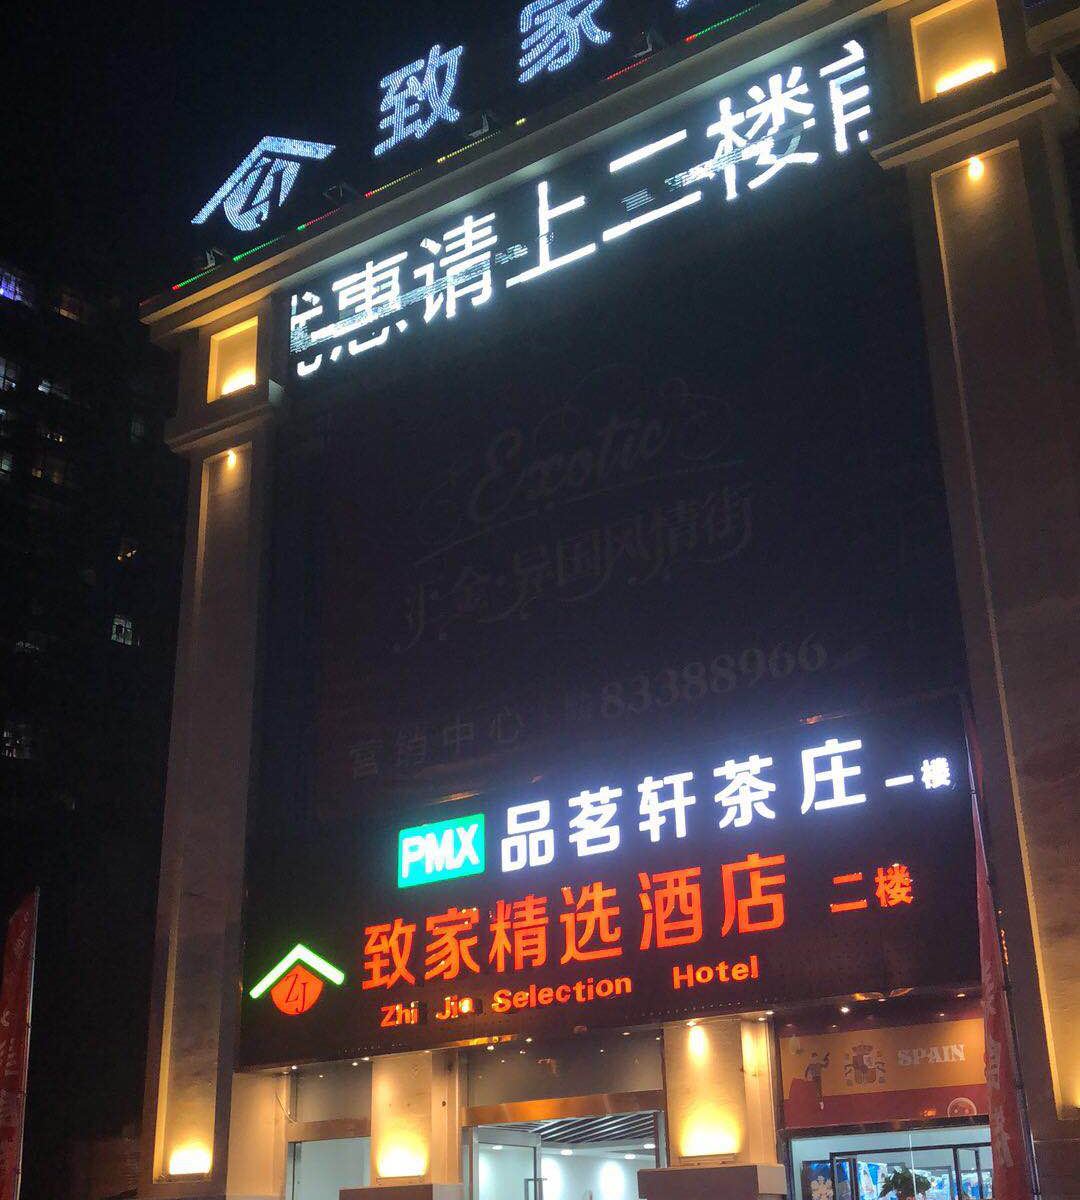 致家
惠请上二楼
Exotic
汇金·异国风情街
营销中心 83388966
PMX 品茗轩茶庄 一楼
致家精选酒店 二楼
ZJ
Zhi Jia Selection Hotel
SPAIN